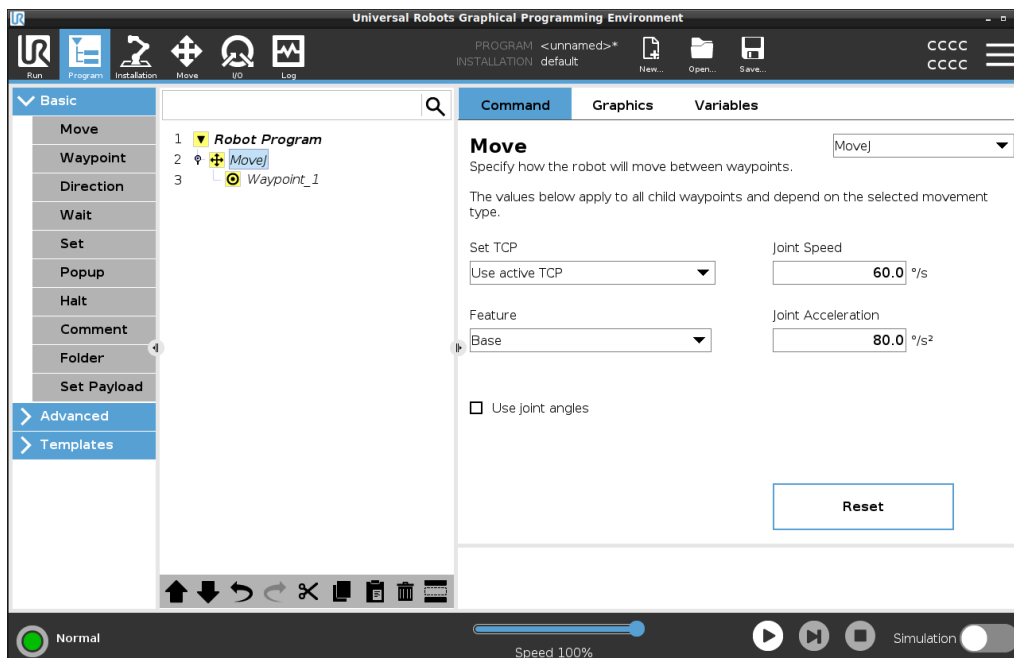 Universal Robots Graphical Programming Environment
UR
Run
Program
Installation
Move
I/O
Log
PROGRAM <unnamed>*
INSTALLATION default
New...
Open...
Save...
CCCC
CCCC
Basic
Move
Waypoint
Direction
Wait
Set
Popup
Halt
Comment
Folder
Set Payload
Advanced
Templates
1 Robot Program
2 MoveJ
3 Waypoint_1
Command Graphics Variables
Move
MoveJ
Specify how the robot will move between waypoints.
The values below apply to all child waypoints and depend on the selected movement
type.
Set TCP
Use active TCP
Joint Speed
60.0 °/s
Feature
Base
Joint Acceleration
80.0 °/s²
Use joint angles
Reset
Normal
Speed 100%
Simulation